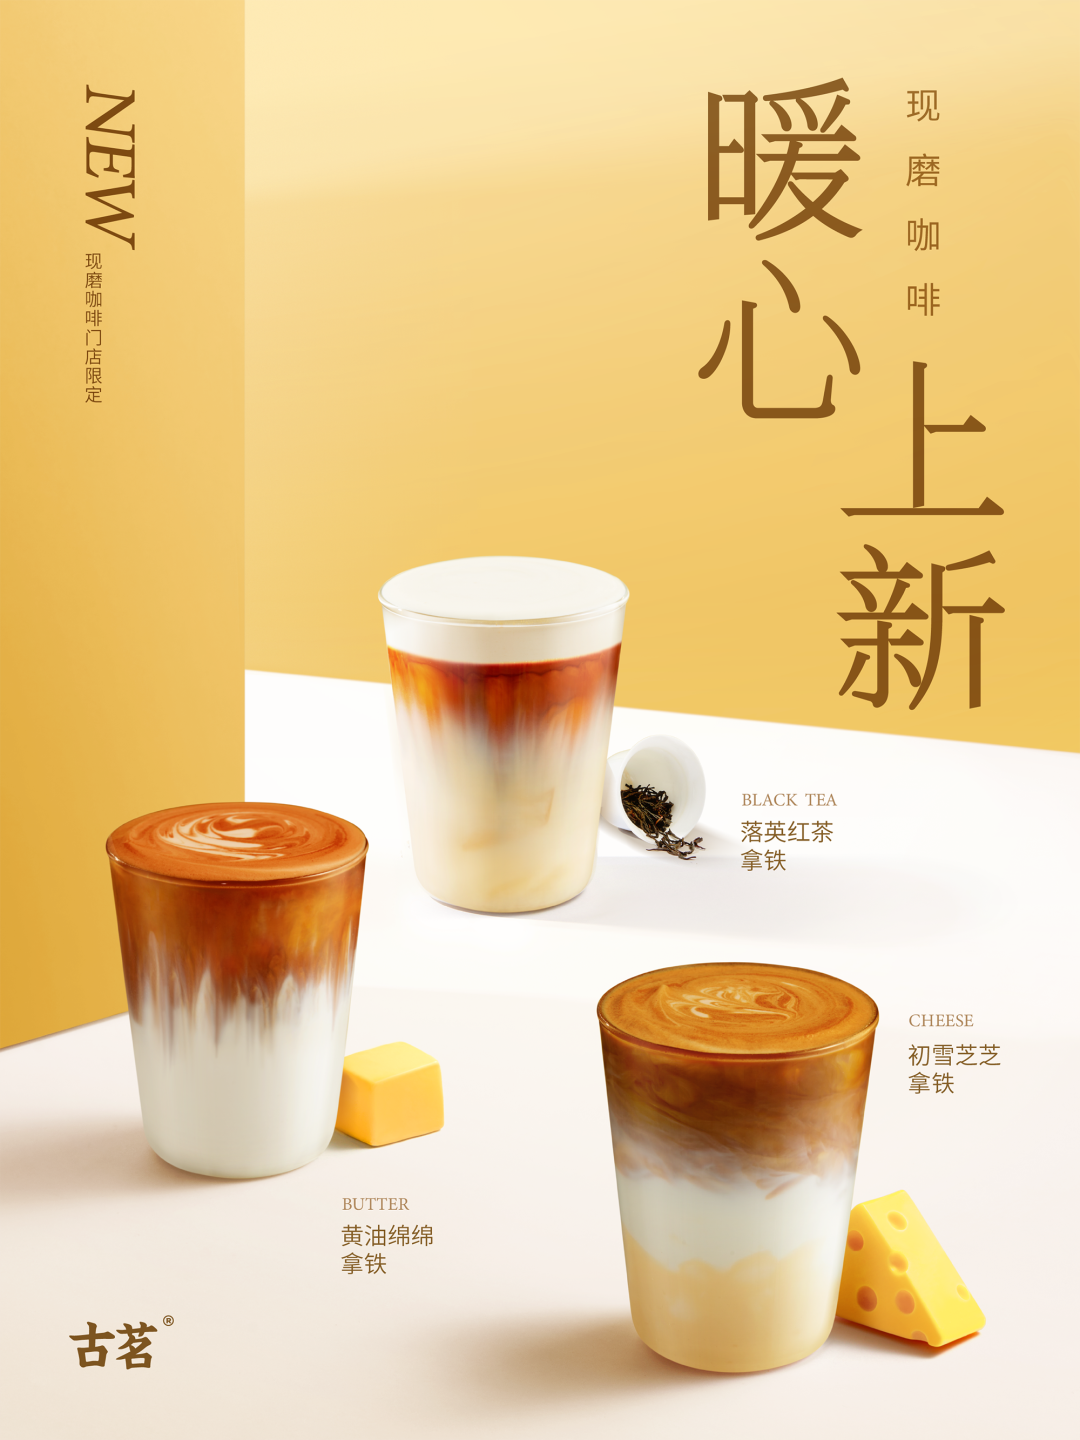 NEW
现磨咖啡门店限定
现磨咖啡
暖心
上新
BLACK TEA
落英红茶
拿铁
CHEESE
初雪芝芝
拿铁
BUTTER
黄油绵绵
拿铁
古茗®